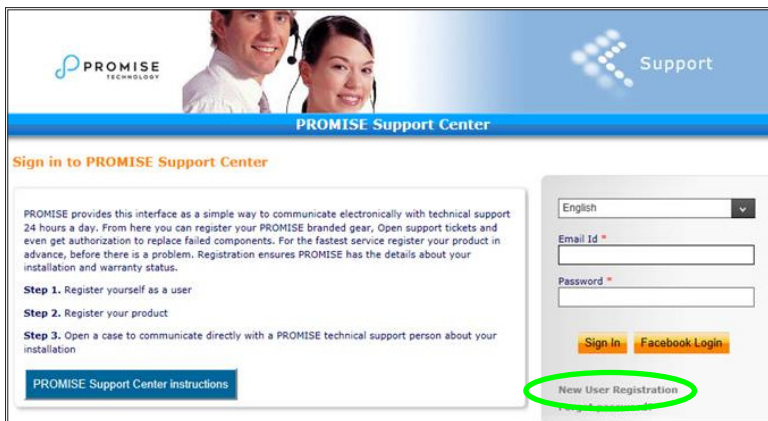 PROMISE
TECHNOLOGY
Support
PROMISE Support Center
Sign in to PROMISE Support Center
PROMISE provides this interface as a simple way to communicate electronically with technical support
24 hours a day. From here you can register your PROMISE branded gear, Open support tickets and
even get authorization to replace failed components. For the fastest service register your product in
advance, before there is a problem. Registration ensures PROMISE has the details about your
installation and warranty status.
Step 1. Register yourself as a user
Step 2. Register your product
Step 3. Open a case to communicate directly with a PROMISE technical support person about your
installation
PROMISE Support Center instructions
English
Email Id *
Password *
Sign In Facebook Login
New User Registration